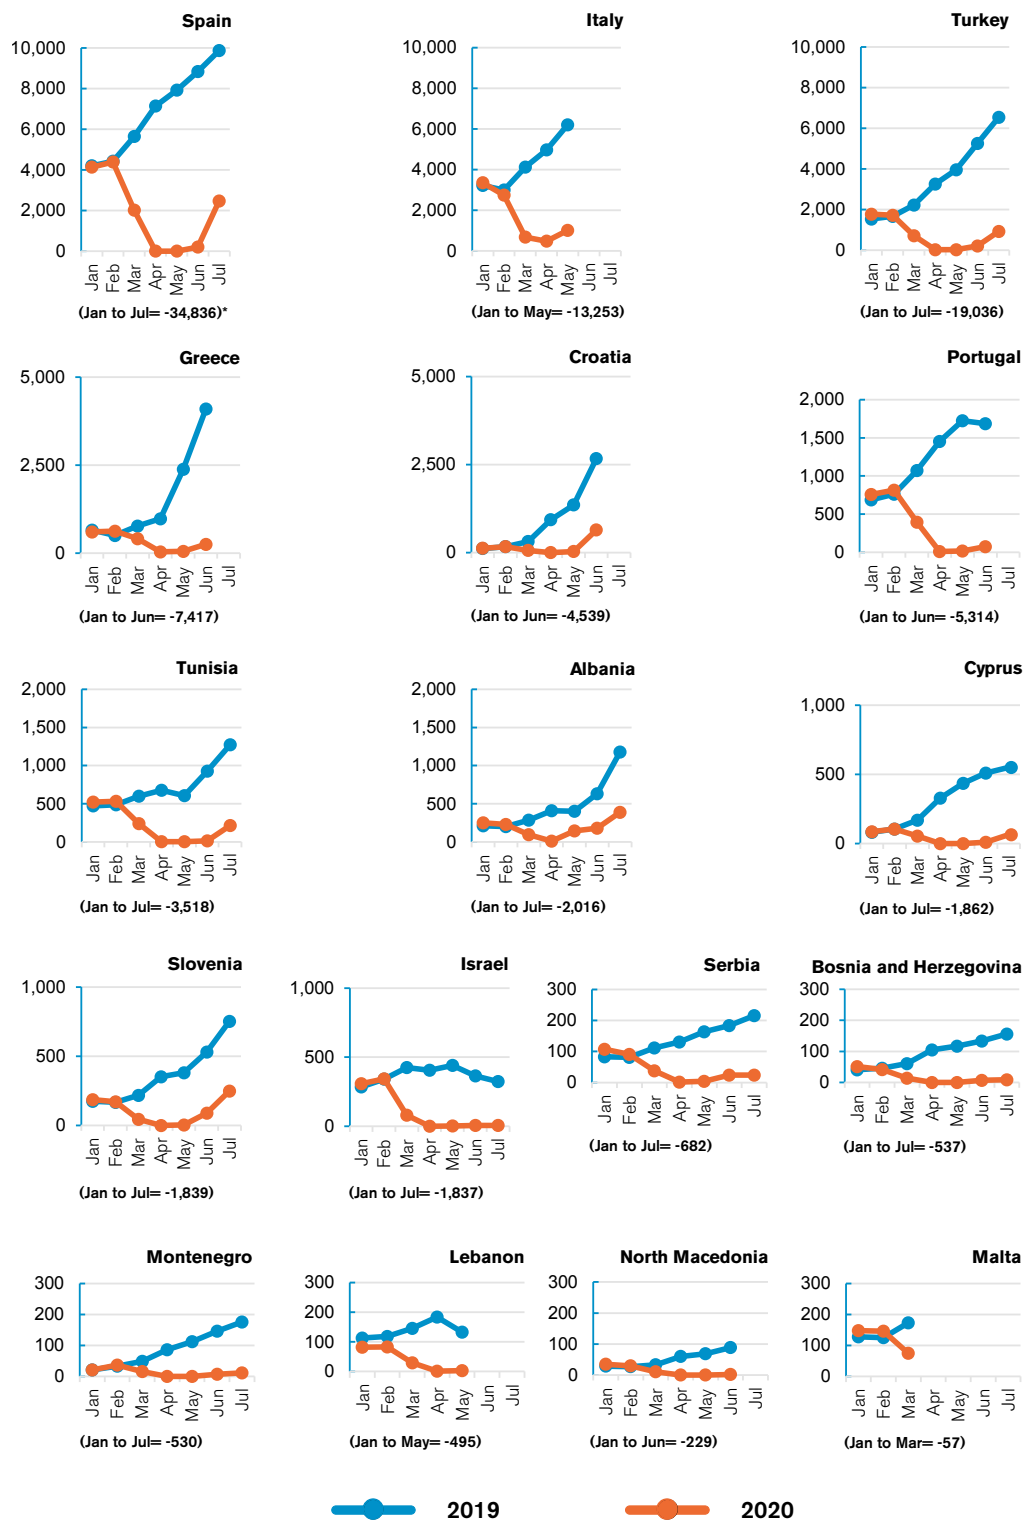 Spain
10,000
8,000
6,000
4,000
2,000
0
Jan Feb Mar Apr May Jun Jul
(Jan to Jul= -34,836)*
Italy
10,000
8,000
6,000
4,000
2,000
0
Jan Feb Mar Apr May Jun Jul
(Jan to May= -13,253)
Turkey
10,000
8,000
6,000
4,000
2,000
0
Jan Feb Mar Apr May Jun Jul
(Jan to Jul= -19,036)
Greece
5,000
2,500
0
Jan Feb Mar Apr May Jun Jul
(Jan to Jun= -7,417)
Croatia
5,000
2,500
0
Jan Feb Mar Apr May Jun Jul
(Jan to Jun= -4,539)
Portugal
2,000
1,500
1,000
500
0
Jan Feb Mar Apr May Jun Jul
(Jan to Jun= -5,314)
Tunisia
2,000
1,500
1,000
500
0
Jan Feb Mar Apr May Jun Jul
(Jan to Jul= -3,518)
Albania
2,000
1,500
1,000
500
0
Jan Feb Mar Apr May Jun Jul
(Jan to Jul= -2,016)
Cyprus
1,000
500
0
Jan Feb Mar Apr May Jun Jul
(Jan to Jul= -1,862)
Slovenia
1,000
500
0
Jan Feb Mar Apr May Jun Jul
(Jan to Jul= -1,839)
Israel
1,000
500
0
Jan Feb Mar Apr May Jun Jul
(Jan to Jul= -1,837)
Serbia
300
200
100
0
Jan Feb Mar Apr May Jun Jul
(Jan to Jul= -682)
Bosnia and Herzegovina
300
200
100
0
Jan Feb Mar Apr May Jun Jul
(Jan to Jul= -537)
Montenegro
300
200
100
0
Jan Feb Mar Apr May Jun Jul
(Jan to Jul= -530)
Lebanon
300
200
100
0
Jan Feb Mar Apr May Jun Jul
(Jan to May= -495)
North Macedonia
300
200
100
0
Jan Feb Mar Apr May Jun Jul
(Jan to Jun= -229)
Malta
300
200
100
0
Jan Feb Mar Apr May Jun Jul
(Jan to Mar= -57)
2019
2020